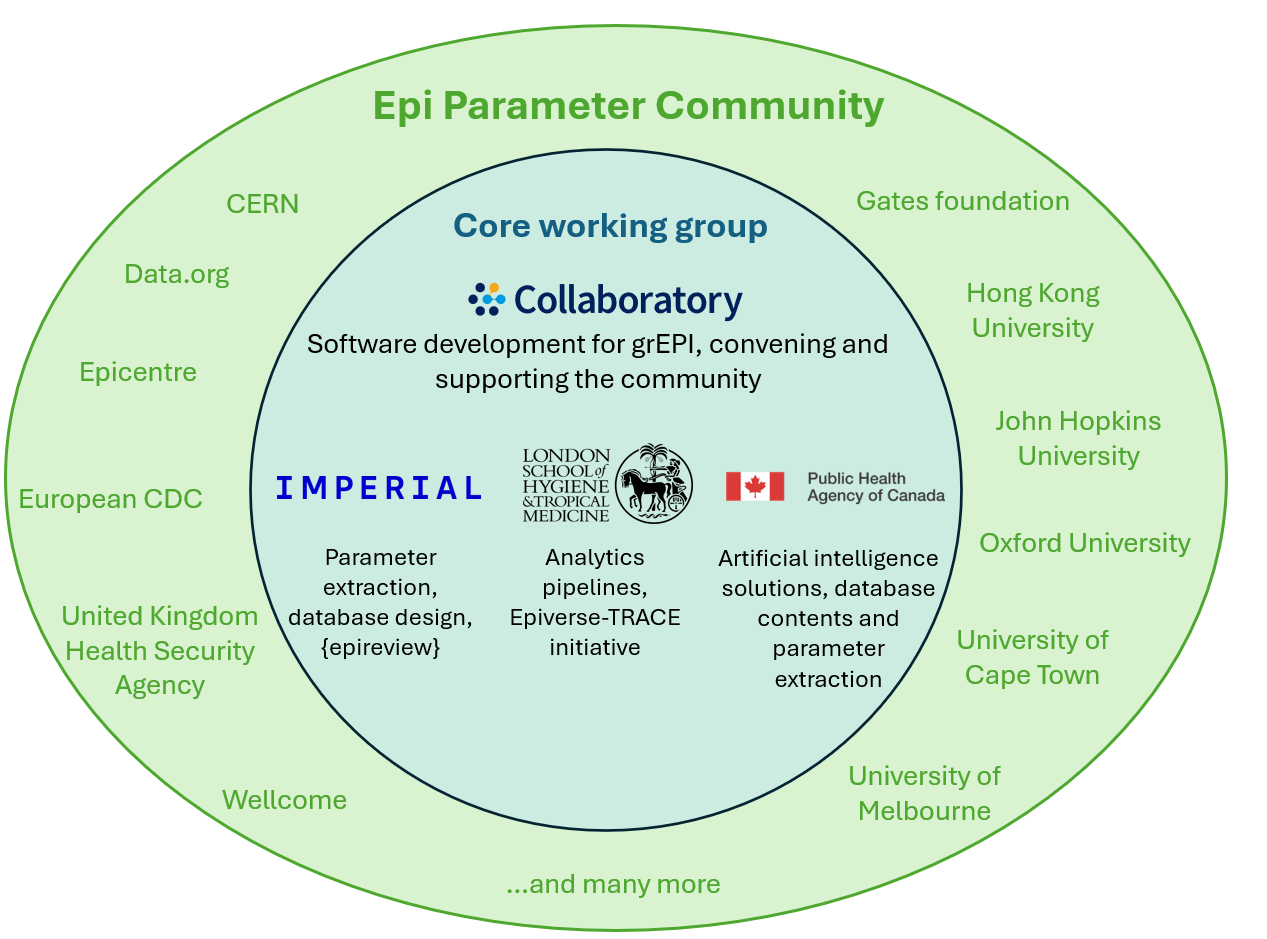 Epi Parameter Community
CERN
Data.org
Epicentre
European CDC
United Kingdom
Health Security
Agency
Wellcome
Core working group
Collaboratory
Software development for grEPI, convening and
supporting the community
IMPERIAL
Parameter
extraction,
database design,
{epireview}
LONDON
SCHOOL of
HYGIENE
& TROPICAL
MEDICINE
Analytics
pipelines,
Epiverse-TRACE
initiative
Public Health
Agency of Canada
Artificial intelligence
solutions, database
contents and
parameter
extraction
Gates foundation
Hong Kong
University
John Hopkins
University
Oxford University
University of
Cape Town
University of
Melbourne
...and many more